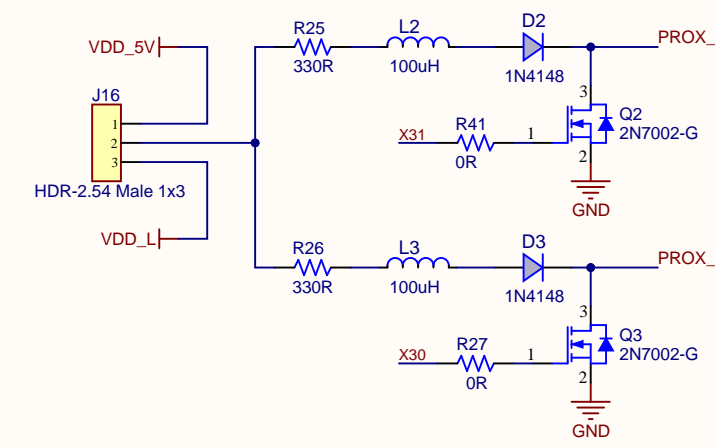 R25
330R
L2
100uH
D2
1N4148
PROX_
VDD_5V
J16
1
2
3
HDR-2.54 Male 1x3
VDD_L
X31
R41
0R
1
3
2
Q2
2N7002-G
GND
R26
330R
L3
100uH
D3
1N4148
PROX_
X30
R27
0R
1
3
2
Q3
2N7002-G
GND